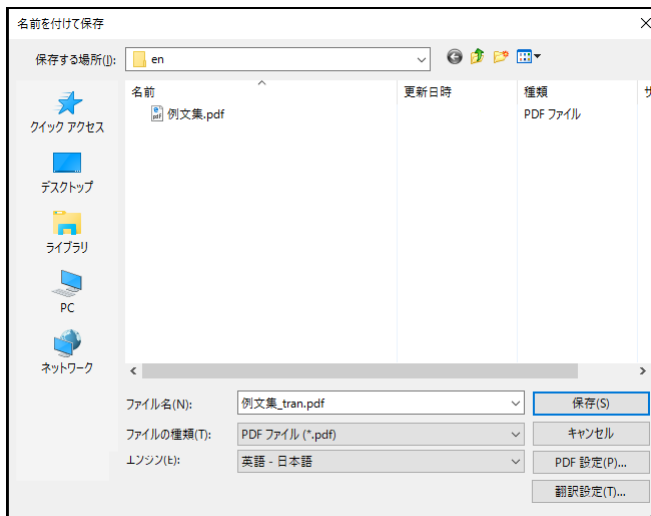 名前を付けて保存
保存する場所(I): en
名前 更新日時 種類 サ
例文集.pdf PDF ファイル
クイック アクセス
デスクトップ
ライブラリ
PC
ネットワーク
ファイル名(N): 例文集_tran.pdf 保存(S)
ファイルの種類(T): PDF ファイル (*.pdf) キャンセル
エンジン(E): 英語 - 日本語 PDF 設定(P)...
翻訳設定(T)...